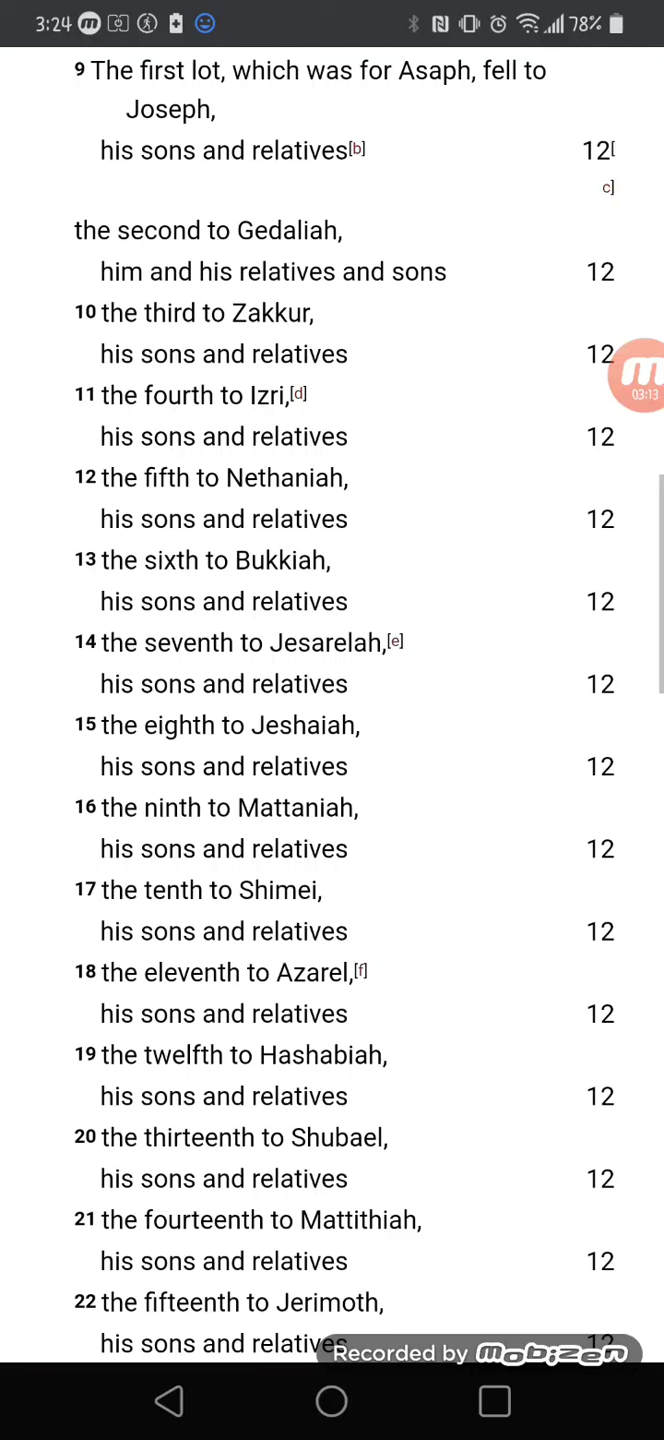 3:24 78%
9 The first lot, which was for Asaph, fell to
Joseph,
his sons and relatives[b] 12[
c]
the second to Gedaliah,
him and his relatives and sons 12
10 the third to Zakkur,
his sons and relatives 12
03:13
11 the fourth to Izri,[d]
his sons and relatives 12
12 the fifth to Nethaniah,
his sons and relatives 12
13 the sixth to Bukkiah,
his sons and relatives 12
14 the seventh to Jesarelah,[e]
his sons and relatives 12
15 the eighth to Jeshaiah,
his sons and relatives 12
16 the ninth to Mattaniah,
his sons and relatives 12
17 the tenth to Shimei,
his sons and relatives 12
18 the eleventh to Azarel,[f]
his sons and relatives 12
19 the twelfth to Hashabiah,
his sons and relatives 12
20 the thirteenth to Shubael,
his sons and relatives 12
21 the fourteenth to Mattithiah,
his sons and relatives 12
22 the fifteenth to Jerimoth,
his sons and relatives 12
Recorded by mobizen